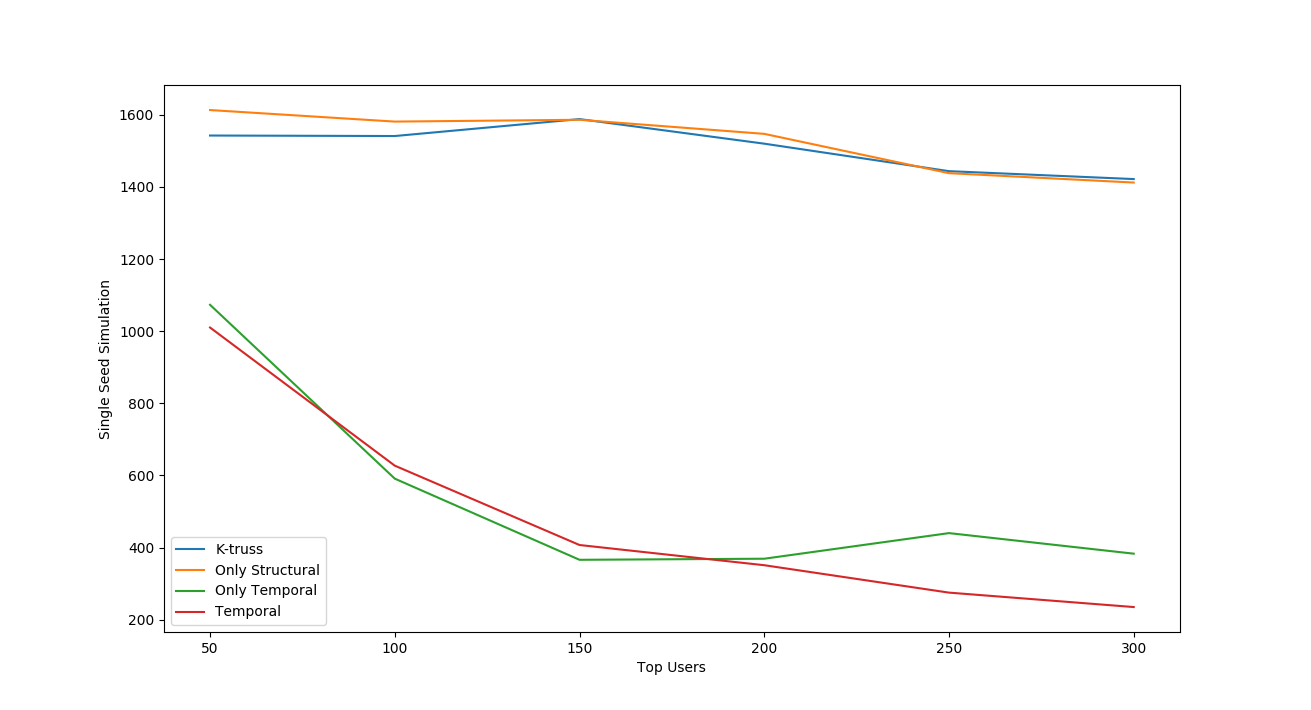 Single Seed Simulation
1600
1400
1200
1000
800
600
400
200
K-truss
Only Structural
Only Temporal
Temporal
50 100 150 200 250 300
Top Users